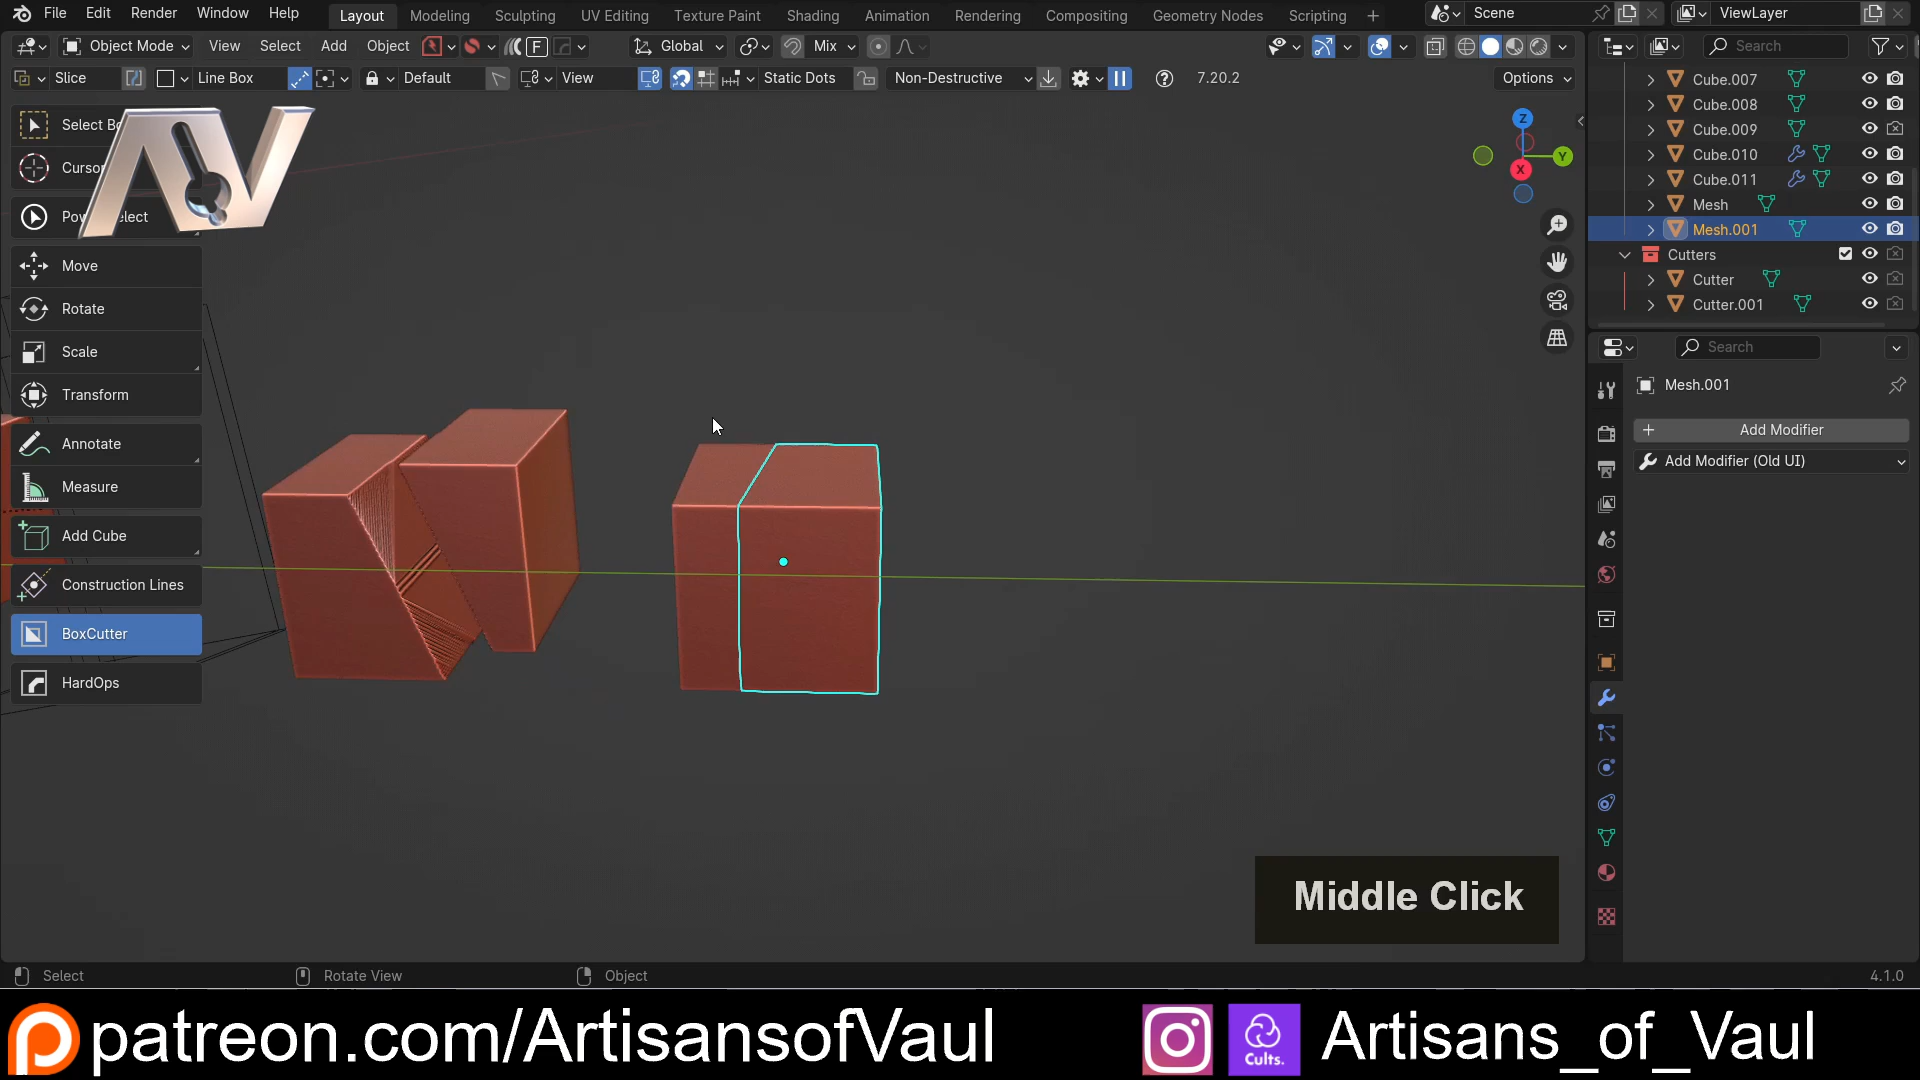 File Edit Render Window Help Layout Modeling Sculpting UV Editing Texture Paint Shading Animation Rendering Compositing Geometry Nodes Scripting + Scene ViewLayer
Object Mode View Select Add Object F Global Mix Search
Slice Line Box Default View Static Dots Non-Destructive 7.20.2 Options
Cube.007
Cube.008
Cube.009
Cube.010
Cube.011
Mesh
Mesh.001
Cutters
Cutter
Cutter.001
Z
Y
X
Select
Move
Rotate
Scale
Transform
Annotate
Measure
Add Cube
Construction Lines
BoxCutter
HardOps
AV
Search
Mesh.001
+ Add Modifier
Add Modifier (Old UI)
Middle Click
Select Rotate View Object 4.1.0
patreon.com/ArtisansofVaul Cults. Artisans_of_Vaul